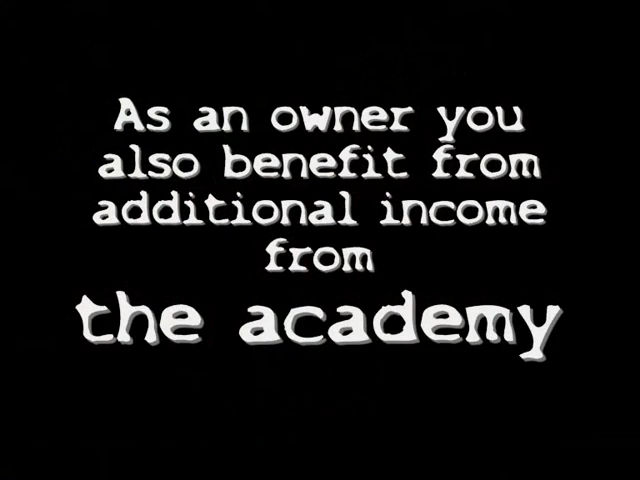 As an owner you
also benefit from
additional income
from
the academy